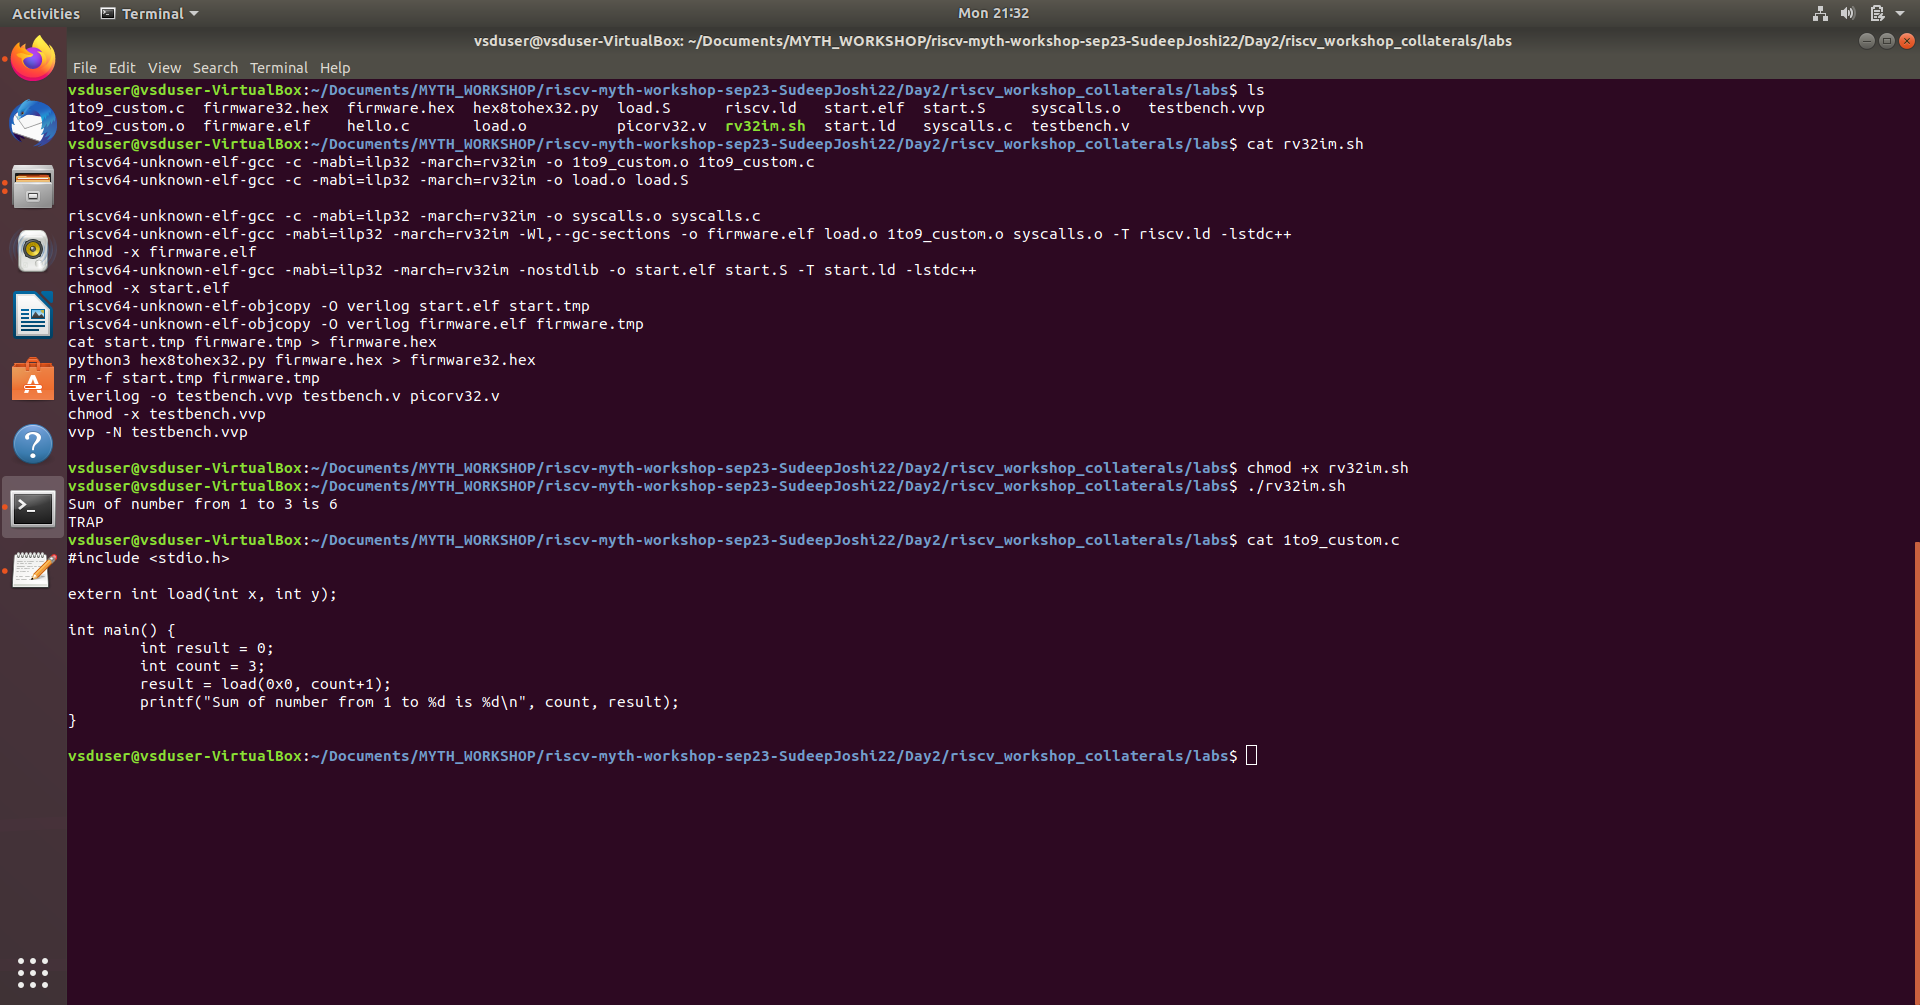 Activities Terminal Mon 21:32
vsduser@vsduser-VirtualBox: ~/Documents/MYTH_WORKSHOP/riscv-myth-workshop-sep23-SudeepJoshi22/Day2/riscv_workshop_collaterals/labs
File Edit View Search Terminal Help
vsduser@vsduser-VirtualBox:~/Documents/MYTH_WORKSHOP/riscv-myth-workshop-sep23-SudeepJoshi22/Day2/riscv_workshop_collaterals/labs$ ls
1to9_custom.c  firmware32.hex  firmware.hex  hex8tohex32.py  load.S      riscv.ld   start.elf  start.S     syscalls.o   testbench.vvp
1to9_custom.o  firmware.elf    hello.c       load.o          picorv32.v  rv32im.sh  start.ld   syscalls.c  testbench.v
vsduser@vsduser-VirtualBox:~/Documents/MYTH_WORKSHOP/riscv-myth-workshop-sep23-SudeepJoshi22/Day2/riscv_workshop_collaterals/labs$ cat rv32im.sh
riscv64-unknown-elf-gcc -c -mabi=ilp32 -march=rv32im -o 1to9_custom.o 1to9_custom.c
riscv64-unknown-elf-gcc -c -mabi=ilp32 -march=rv32im -o load.o load.S
riscv64-unknown-elf-gcc -c -mabi=ilp32 -march=rv32im -o syscalls.o syscalls.c
riscv64-unknown-elf-gcc -mabi=ilp32 -march=rv32im -Wl,--gc-sections -o firmware.elf load.o 1to9_custom.o syscalls.o -T riscv.ld -lstdc++
chmod -x firmware.elf
riscv64-unknown-elf-gcc -mabi=ilp32 -march=rv32im -nostdlib -o start.elf start.S -T start.ld -lstdc++
chmod -x start.elf
riscv64-unknown-elf-objcopy -O verilog start.elf start.tmp
riscv64-unknown-elf-objcopy -O verilog firmware.elf firmware.tmp
cat start.tmp firmware.tmp > firmware.hex
python3 hex8tohex32.py firmware.hex > firmware32.hex
rm -f start.tmp firmware.tmp
iverilog -o testbench.vvp testbench.v picorv32.v
chmod -x testbench.vvp
vvp -N testbench.vvp
vsduser@vsduser-VirtualBox:~/Documents/MYTH_WORKSHOP/riscv-myth-workshop-sep23-SudeepJoshi22/Day2/riscv_workshop_collaterals/labs$ chmod +x rv32im.sh
vsduser@vsduser-VirtualBox:~/Documents/MYTH_WORKSHOP/riscv-myth-workshop-sep23-SudeepJoshi22/Day2/riscv_workshop_collaterals/labs$ ./rv32im.sh
Sum of number from 1 to 3 is 6
TRAP
vsduser@vsduser-VirtualBox:~/Documents/MYTH_WORKSHOP/riscv-myth-workshop-sep23-SudeepJoshi22/Day2/riscv_workshop_collaterals/labs$ cat 1to9_custom.c
#include <stdio.h>
extern int load(int x, int y);
int main() {
        int result = 0;
        int count = 3;
        result = load(0x0, count+1);
        printf("Sum of number from 1 to %d is %d\n", count, result);
}
vsduser@vsduser-VirtualBox:~/Documents/MYTH_WORKSHOP/riscv-myth-workshop-sep23-SudeepJoshi22/Day2/riscv_workshop_collaterals/labs$